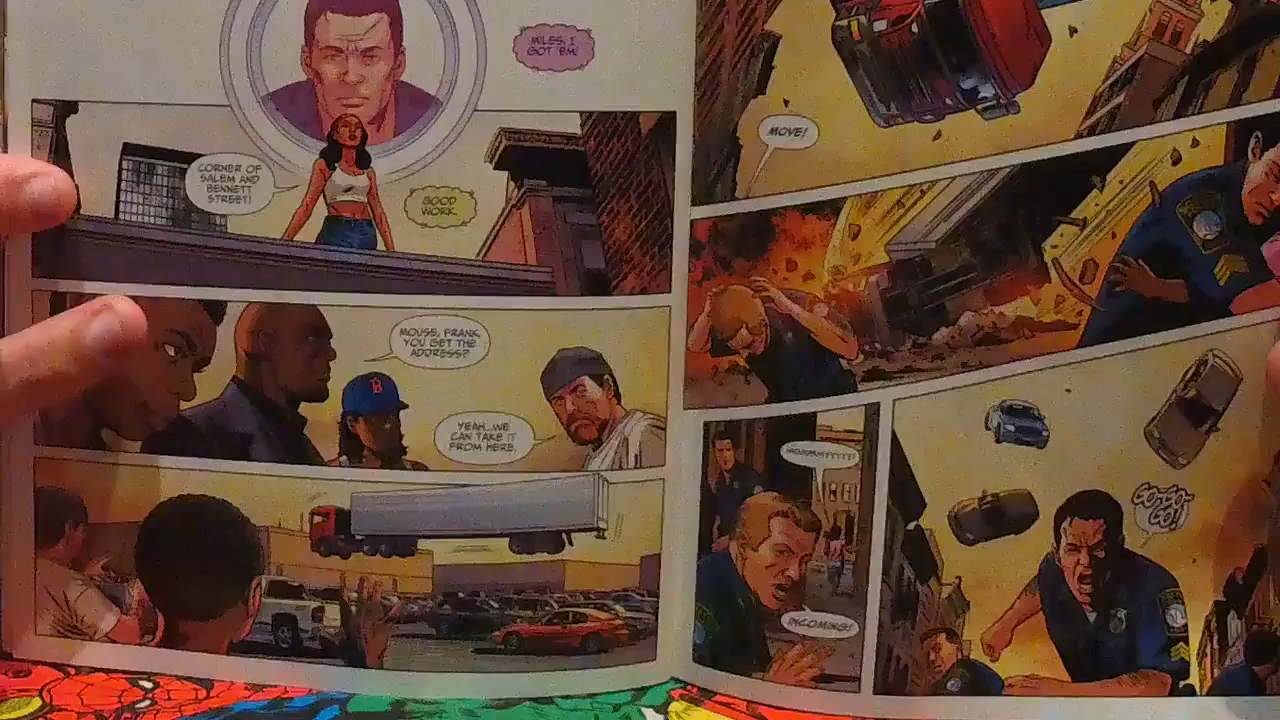 MILES, I
GOT 'EM!
CORNER OF
SALEM AND
BENNETT
STREET!
GOOD
WORK.
MOUSE, FRANK,
YOU GET THE
ADDRESS?
B
YEAH...WE
CAN TAKE IT
FROM HERE.
MOVE!
INCOMING!
GO-GO-
GO!